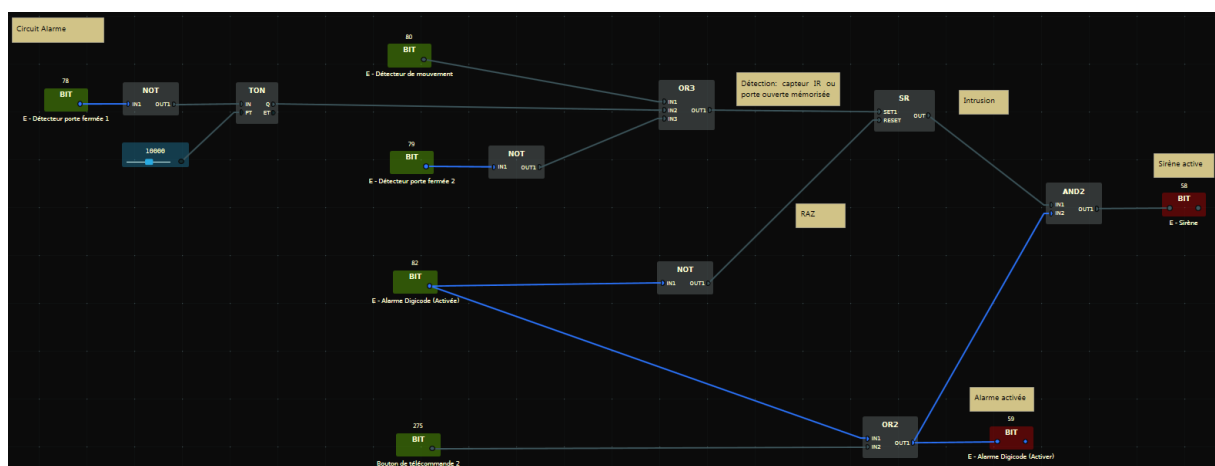 Circuit Alarme
80
BIT
E - Détecteur de mouvement
78
BIT
E - Détecteur porte fermée 1
NOT
IN1 OUT1
TON
IN Q
PT ET
10000
OR3
IN1
IN2 OUT1
IN3
Détection: capteur IR ou
porte ouverte mémorisée
SR
SET1 OUT
RESET
Intrusion
79
BIT
E - Détecteur porte fermée 2
NOT
IN1 OUT1
Sirène active
58
BIT
E - Sirène
AND2
IN1 OUT1
IN2
RAZ
82
BIT
E - Alarme Digicode (Activée)
NOT
IN1 OUT1
Alarme activée
59
BIT
E - Alarme Digicode (Activer)
OR2
IN1 OUT1
IN2
275
BIT
Bouton de télécommande 2